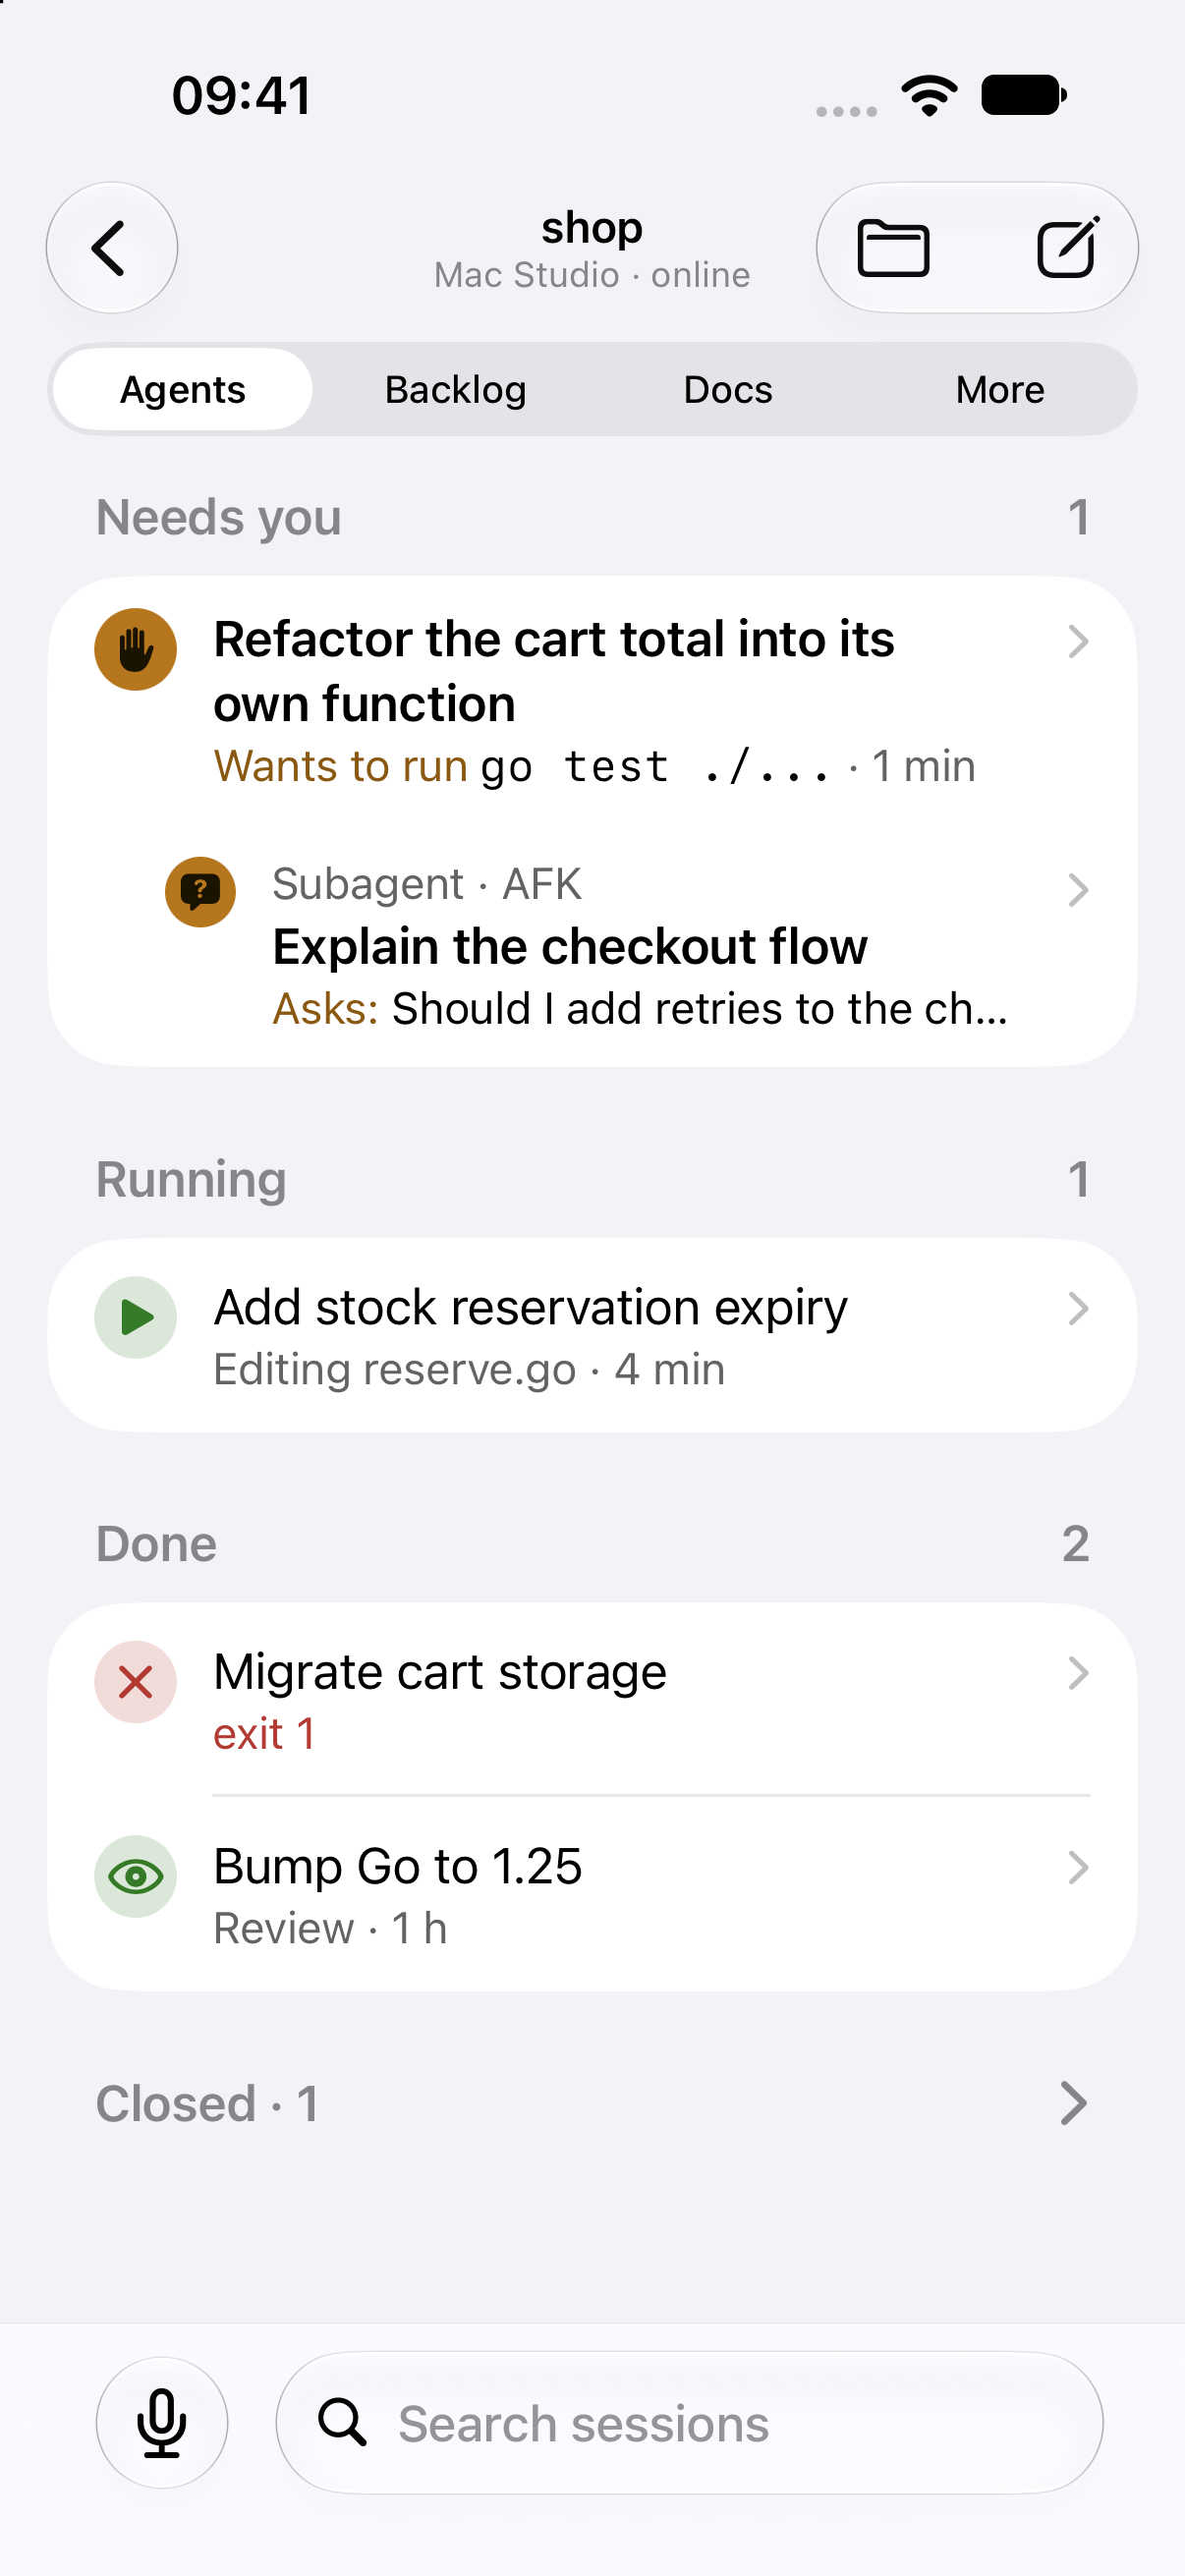 09:41
shop
Mac Studio · online
Agents
Backlog
Docs
More
Needs you
1
Refactor the cart total into its
own function
Wants to run go test ./... · 1 min
Subagent · AFK
Explain the checkout flow
Asks: Should I add retries to the ch...
Running
1
Add stock reservation expiry
Editing reserve.go · 4 min
Done
2
Migrate cart storage
exit 1
Bump Go to 1.25
Review · 1 h
Closed · 1
Search sessions